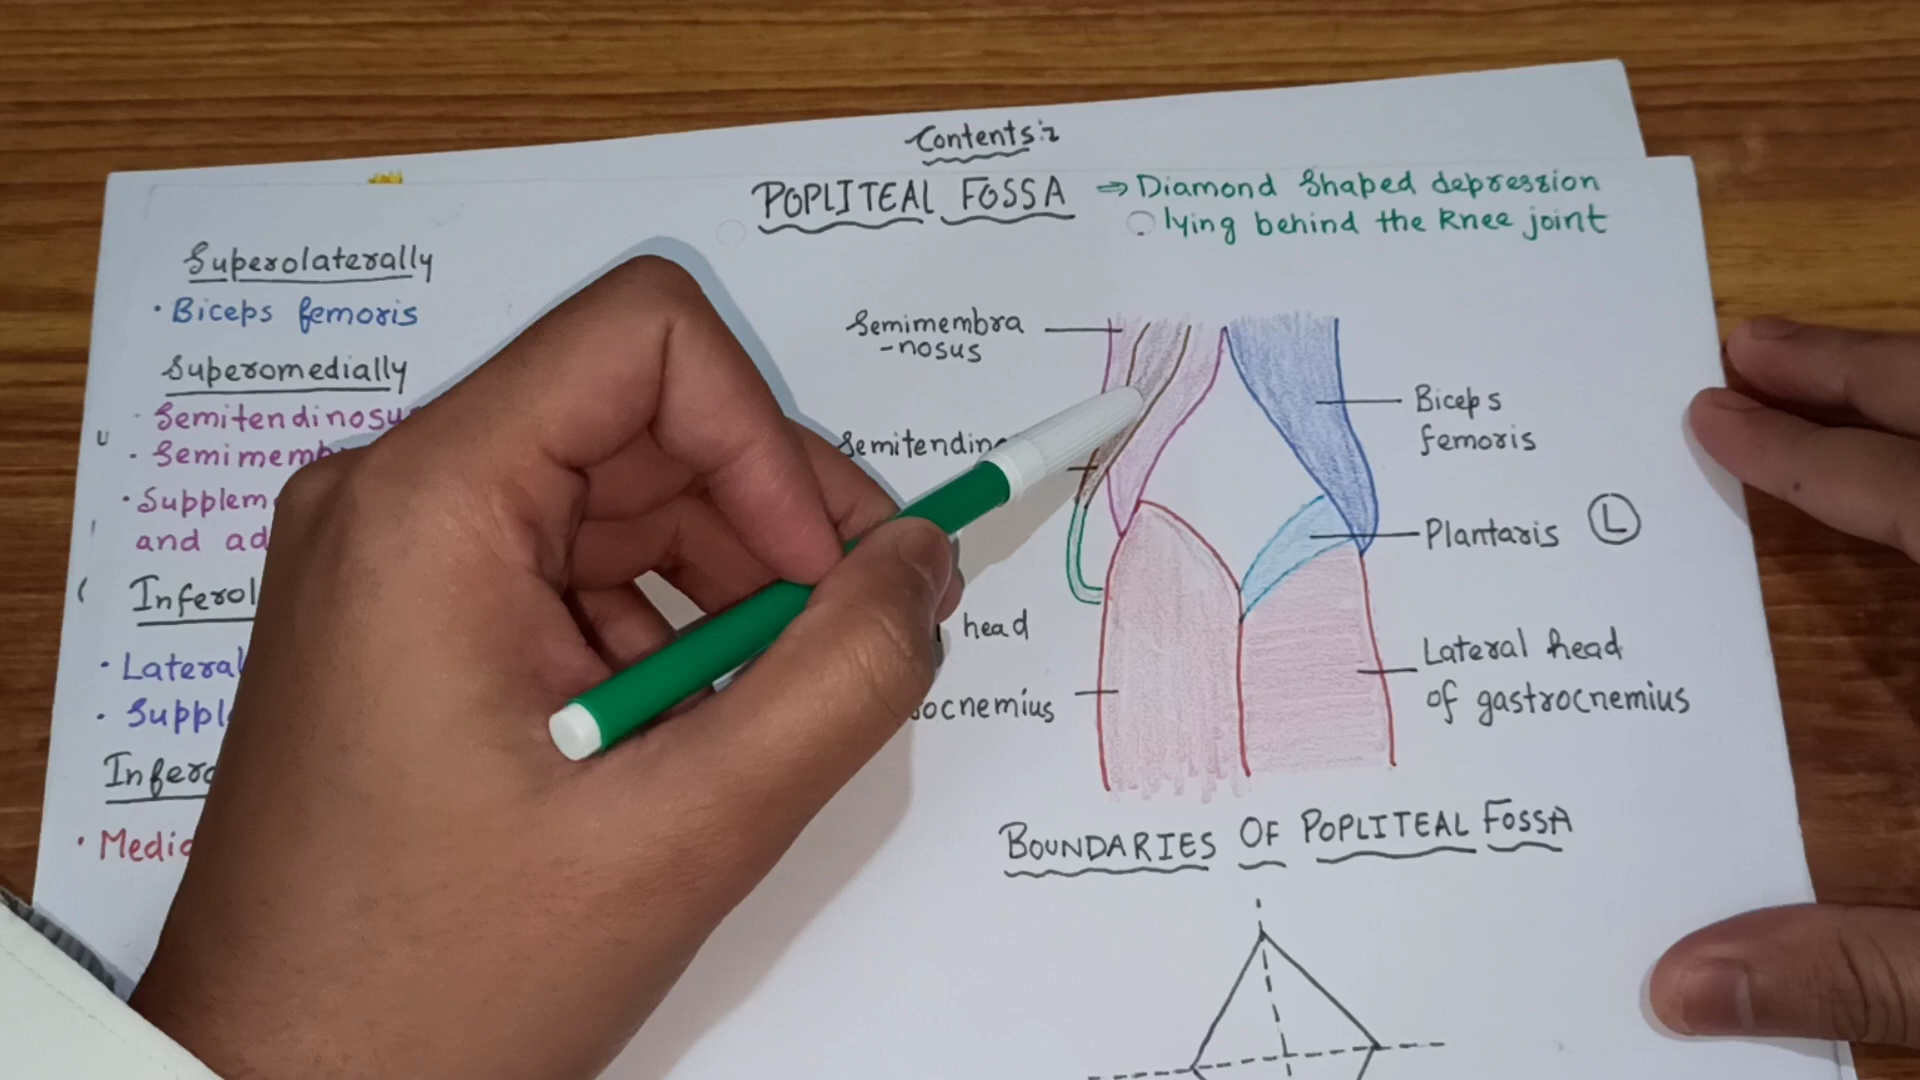 Contents:
POPLITEAL FOSSA ⇒ Diamond shaped depression
lying behind the knee joint
Superolaterally
• Biceps femoris
Superomedially
• Semitendinosu
• Semimemb
• Supplem
and ad
Inferol
• Lateral
• Suppl
Infero
• Medic
Semimembra
-nosus
Semitendin
head
ocnemius
Biceps
femoris
Plantaris
L
Lateral head
of gastrocnemius
BOUNDARIES OF POPLITEAL FOSSA